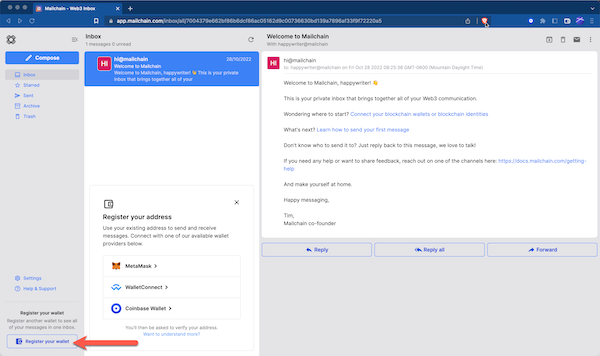 Mailchain - Web3 Inbox
app.mailchain.com/inbox/all/7004379e662bf86b6dcf86ac05162d9c00736630bd139a7896af33f9f72220a5
Compose
Inbox
Starred
Sent
Archive
Trash
Settings
Help & Support
Register your wallet
Register another wallet to see all
of your messages in one inbox.
Register your wallet
Inbox
1 messages 0 unread
Hi
hi@mailchain
28/10/2022
Welcome to Mailchain
Welcome to Mailchain, happywriter! 👋 This is your private
inbox that brings together all of your
Register your address
Use your existing address to send and receive
messages. Connect with one of our available wallet
providers below.
MetaMask >
WalletConnect >
Coinbase Wallet >
You'll then be asked to verify your address.
Want to understand more?
Welcome to Mailchain
With happywriter@mailchain
Hi
hi@mailchain
to: happywriter@mailchain on Fri Oct 28 2022 08:25:36 GMT-0600 (Mountain Daylight Time)
Welcome to Mailchain, happywriter! 👋
This is your private inbox that brings together all of your Web3 communication.
Wondering where to start? Connect your blockchain wallets or blockchain identities
What's next? Learn how to send your first message
Don't know who to send it to? Just reply back to this message, we love to talk!
If you need any help or want to share feedback, reach out on one of the channels here: https://docs.mailchain.com/getting-
help
And make yourself at home.
Happy messaging,
Tim,
Mailchain co-founder
Reply
Reply all
Forward